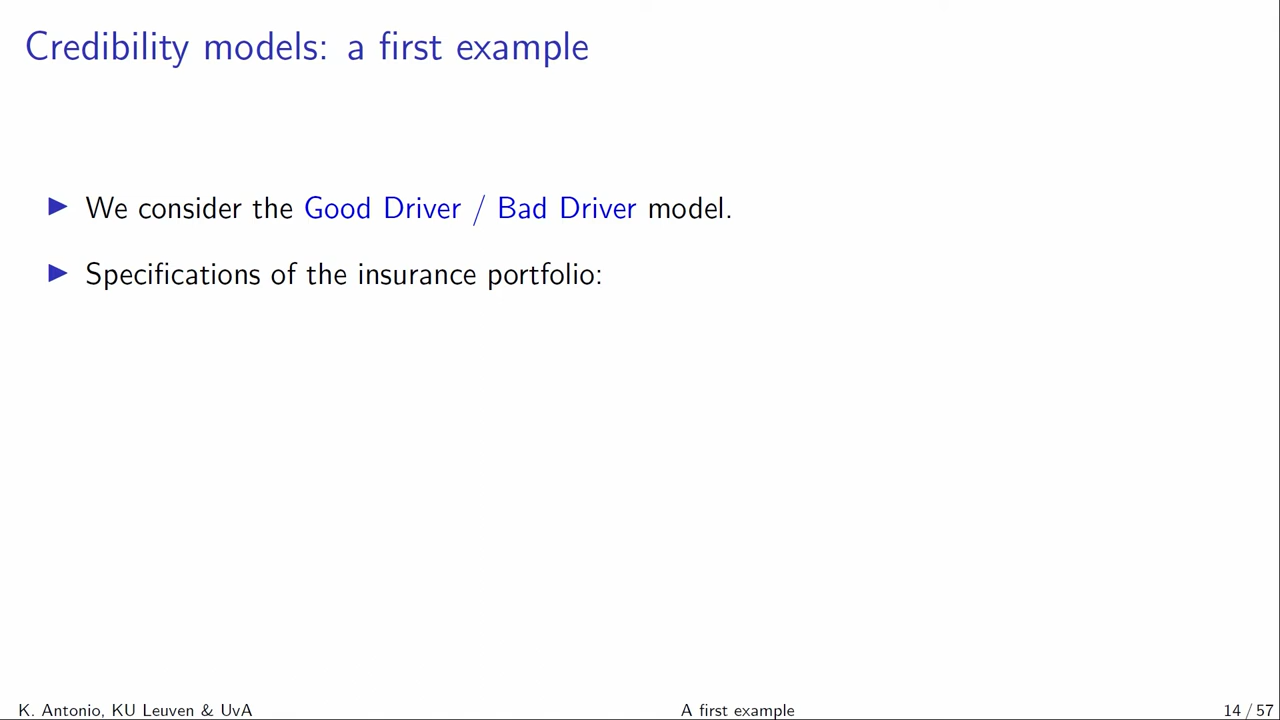 Credibility models: a first example
▶ We consider the Good Driver / Bad Driver model.
▶ Specifications of the insurance portfolio:
K. Antonio, KU Leuven & UvA
A first example
14 / 57